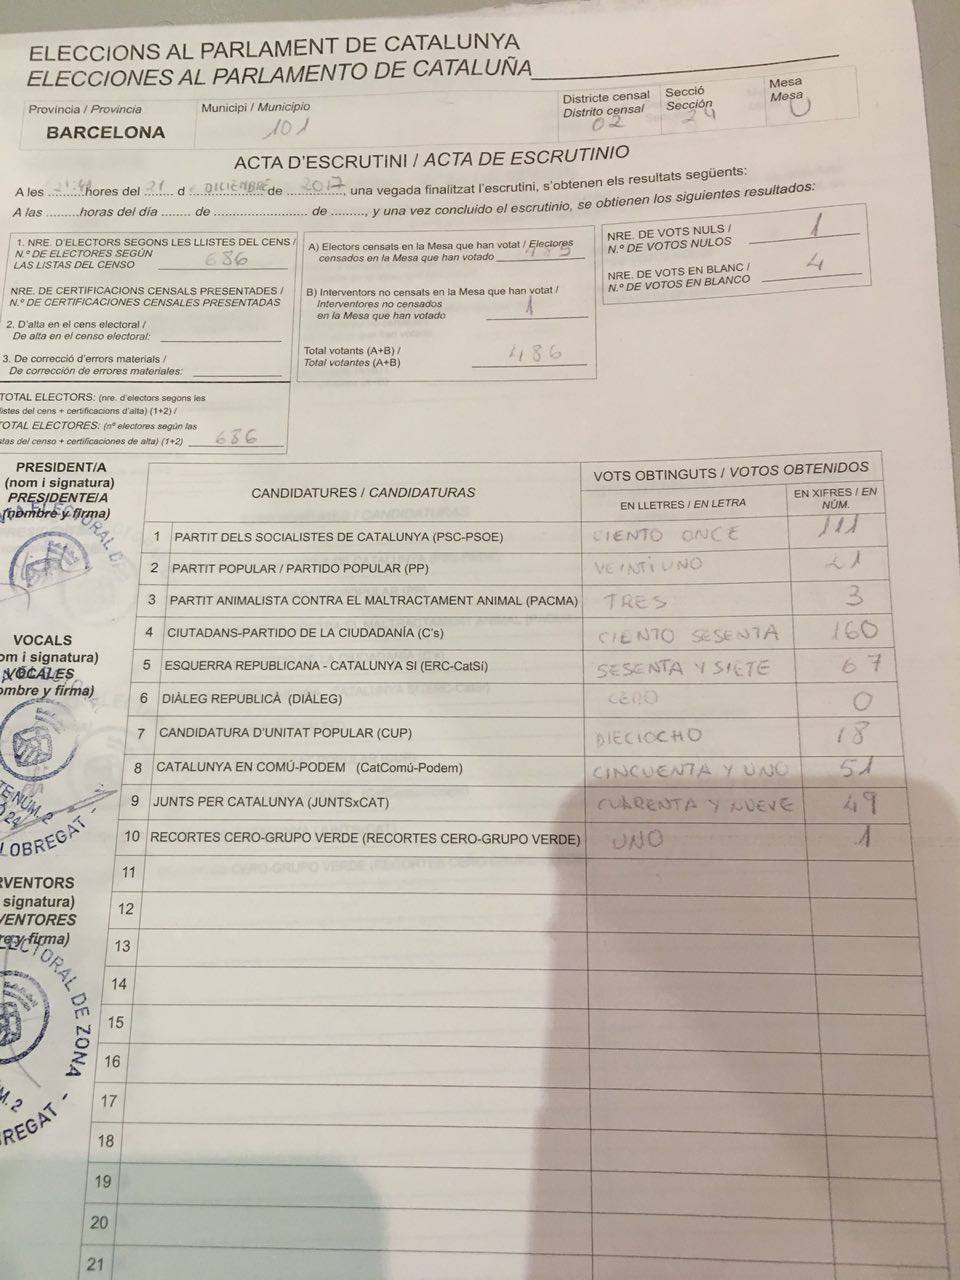 ELECCIONS AL PARLAMENT DE CATALUNYA
ELECCIONES AL PARLAMENTO DE CATALUÑA
Província / Provincia
BARCELONA
Municipi / Municipio
101
Districte censal
Distrito censal
02
Secció
Sección
24
Mesa
Mesa
U
ACTA D'ESCRUTINI / ACTA DE ESCRUTINIO
A les ......... hores del 21 d DICIEMBRE de 2017, una vegada finalitzat l'escrutini, s'obtenen els resultats següents:
A las .........horas del día ........ de ........................ de ........, y una vez concluido el escrutinio, se obtienen los siguientes resultados:
1. NRE. D'ELECTORS SEGONS LES LLISTES DEL CENS /
N.º DE ELECTORES SEGÚN
LAS LISTAS DEL CENSO 686
NRE. DE CERTIFICACIONS CENSALS PRESENTADES /
N.º DE CERTIFICACIONES CENSALES PRESENTADAS
2. D'alta en el cens electoral /
De alta en el censo electoral:
3. De correcció d'errors materials /
De corrección de errores materiales:
TOTAL ELECTORS: (nre. d'electors segons les
llistes del cens + certificacions d'alta) (1+2) /
TOTAL ELECTORES: (nº electores según las
listas del censo + certificaciones de alta) (1+2) 686
A) Electors censats en la Mesa que han votat / Electores
censados en la Mesa que han votado 485
B) Interventors no censats en la Mesa que han votat /
Interventores no censados
en la Mesa que han votado 1
Total votants (A+B) /
Total votantes (A+B) 486
NRE. DE VOTS NULS /
N.º DE VOTOS NULOS 1
NRE. DE VOTS EN BLANC /
N.º DE VOTOS EN BLANCO 4
PRESIDENT/A
(nom i signatura)
PRESIDENTE/A
(nombre y firma)
VOCALS
om i signatura)
VOCALES
ombre y firma)
LOBREGAT -
RVENTORS
signatura)
VENTORES
re y firma)
ECTORAL DE ZONA
M. 2
BREGAT -
CANDIDATURES / CANDIDATURAS
VOTS OBTINGUTS / VOTOS OBTENIDOS
EN LLETRES / EN LETRA
EN XIFRES / EN NÚM.
1 PARTIT DELS SOCIALISTES DE CATALUNYA (PSC-PSOE) CIENTO ONCE 111
2 PARTIT POPULAR / PARTIDO POPULAR (PP) VEINTIUNO 21
3 PARTIT ANIMALISTA CONTRA EL MALTRACTAMENT ANIMAL (PACMA) TRES 3
4 CIUTADANS-PARTIDO DE LA CIUDADANÍA (C's) CIENTO SESENTA 160
5 ESQUERRA REPUBLICANA - CATALUNYA SI (ERC-CatSí) SESENTA Y SIETE 67
6 DIÀLEG REPUBLICÀ (DIÀLEG) CERO 0
7 CANDIDATURA D'UNITAT POPULAR (CUP) DIECIOCHO 18
8 CATALUNYA EN COMÚ-PODEM (CatComú-Podem) CINCUENTA Y UNO 51
9 JUNTS PER CATALUNYA (JUNTSxCAT) CUARENTA Y NUEVE 49
10 RECORTES CERO-GRUPO VERDE (RECORTES CERO-GRUPO VERDE) UNO 1
11
12
13
14
15
16
17
18
19
20
21